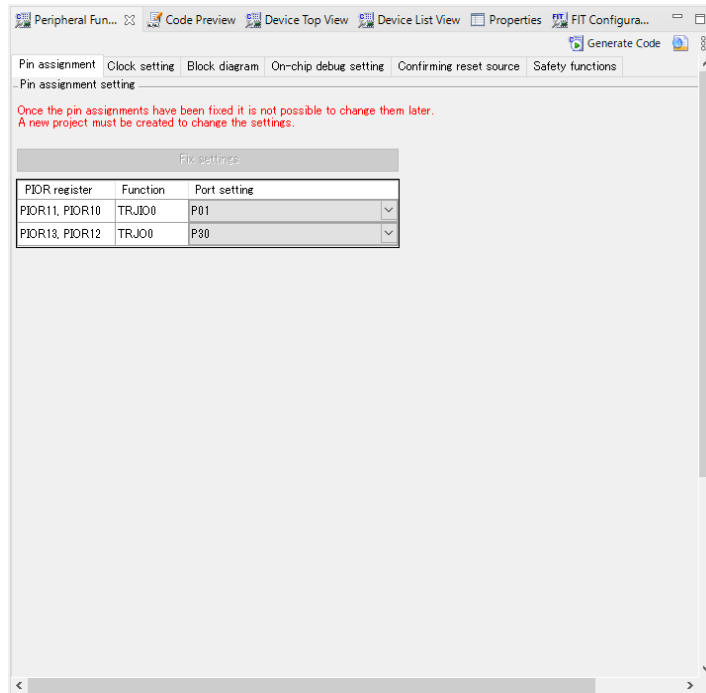 Peripheral Fun... Code Preview Device Top View Device List View Properties FIT Configura...
Generate Code
Pin assignment Clock setting Block diagram On-chip debug setting Confirming reset source Safety functions
Pin assignment setting
Once the pin assignments have been fixed it is not possible to change them later.
A new project must be created to change the settings.
Fix settings
PIOR register Function Port setting
PIOR11, PIOR10 TRJIO0 P01
PIOR13, PIOR12 TRJO0 P30